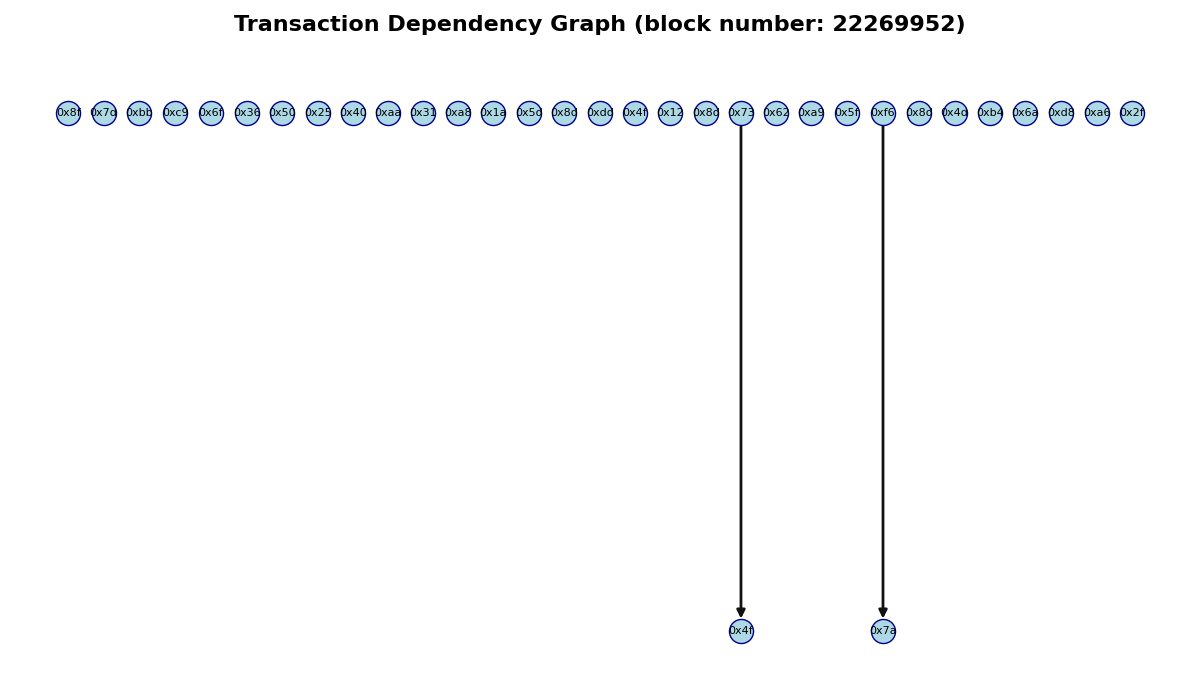 Transaction Dependency Graph (block number: 22269952)
0x8f 0x7d 0xbb 0xc9 0x6f 0x36 0x50 0x25 0x40 0xaa 0x31 0xa8 0x1a 0x5d 0x8d 0xdd 0x4f 0x12 0x8d 0x73 0x62 0xa9 0x5f 0xf6 0x8d 0x4d 0xb4 0x6a 0xd8 0xa6 0x2f
0x4f 0x7a